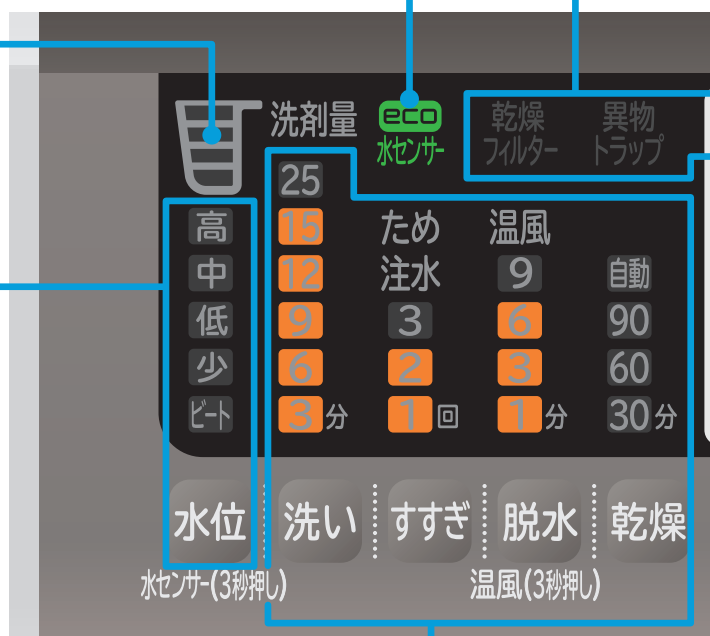 洗剤量
eco
水センサー
乾燥
フィルター
異物
トラップ
25
高 15 ため 温風
中 12 注水 9 自動
低 9 3 6 90
少 6 2 3 60
ビート 3分 1回 1分 30分
水位 洗い すすぎ 脱水 乾燥
水センサー(3秒押し) 温風(3秒押し)